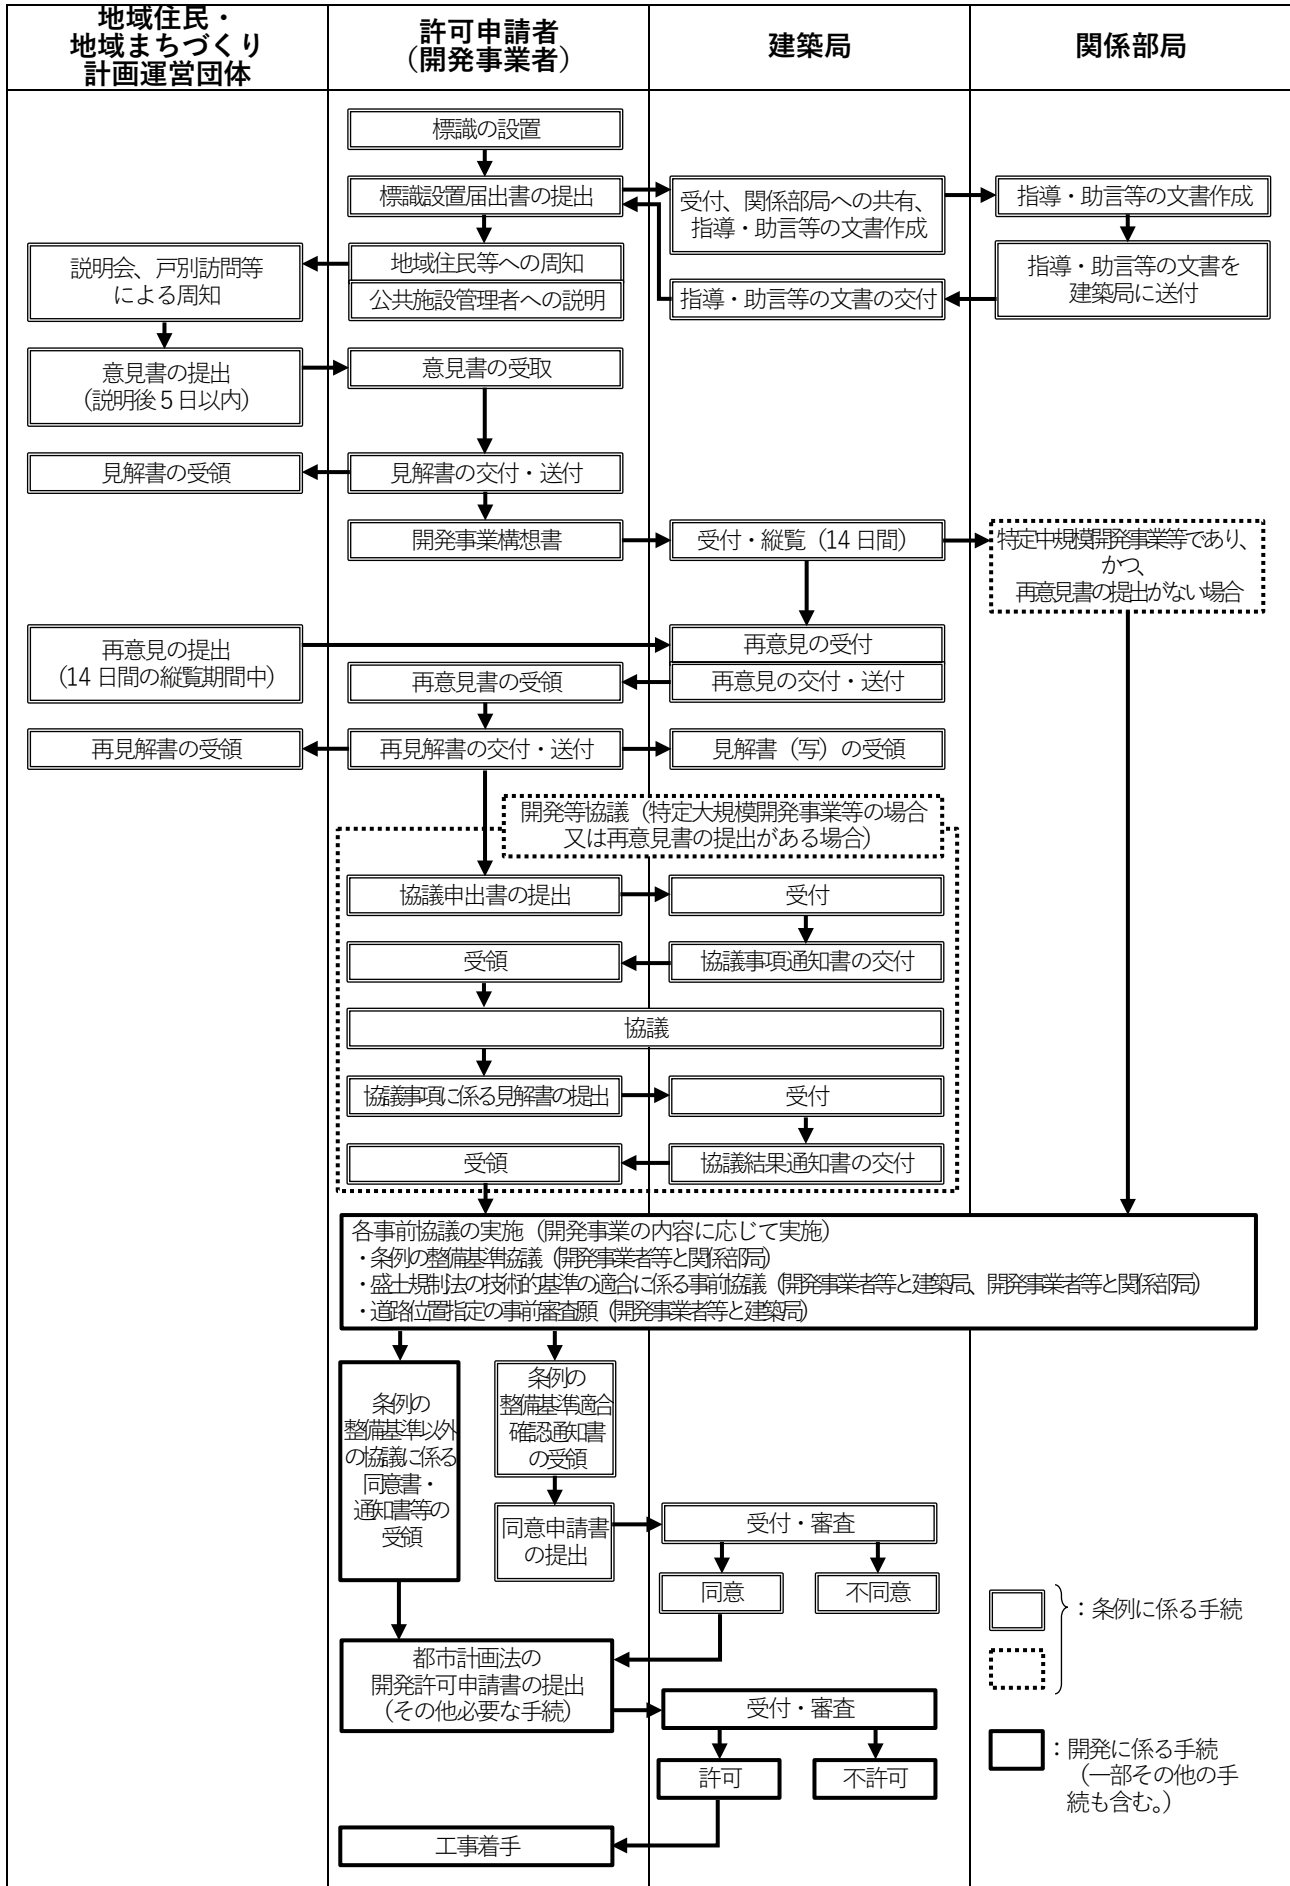 地域住民・
地域まちづくり
計画運営団体
許可申請者
（開発事業者）
建築局
関係部局
標識の設置
標識設置届出書の提出
受付、関係部局への共有、
指導・助言等の文書作成
指導・助言等の文書作成
地域住民等への周知
公共施設管理者への説明
説明会、戸別訪問等
による周知
指導・助言等の文書の交付
指導・助言等の文書を
建築局に送付
意見書の提出
（説明後５日以内）
意見書の受取
見解書の受領
見解書の交付・送付
開発事業構想書
受付・縦覧（14 日間）
特定中規模開発事業等であり、
かつ、
再意見書の提出がない場合
再意見の提出
（14 日間の縦覧期間中）
再意見の受付
再意見書の受領
再意見の交付・送付
再見解書の受領
再見解書の交付・送付
見解書（写）の受領
開発等協議（特定大規模開発事業等の場合
又は再意見書の提出がある場合）
協議申出書の提出
受付
受領
協議事項通知書の交付
協議
協議事項に係る見解書の提出
受付
受領
協議結果通知書の交付
各事前協議の実施（開発事業の内容に応じて実施）
・条例の整備基準協議（開発事業者等と関係部局）
・盛土規制法の技術的基準の適合に係る事前協議（開発事業者等と建築局、開発事業者等と関係部局）
・道路位置指定の事前審査願（開発事業者等と建築局）
条例の
整備基準以外
の協議に係る
同意書・
通知書等の
受領
条例の
整備基準適合
確認通知書
の受領
同意申請書
の提出
受付・審査
同意
不同意
都市計画法の
開発許可申請書の提出
（その他必要な手続）
受付・審査
許可
不許可
工事着手
：条例に係る手続
：開発に係る手続
（一部その他の手
続も含む。）